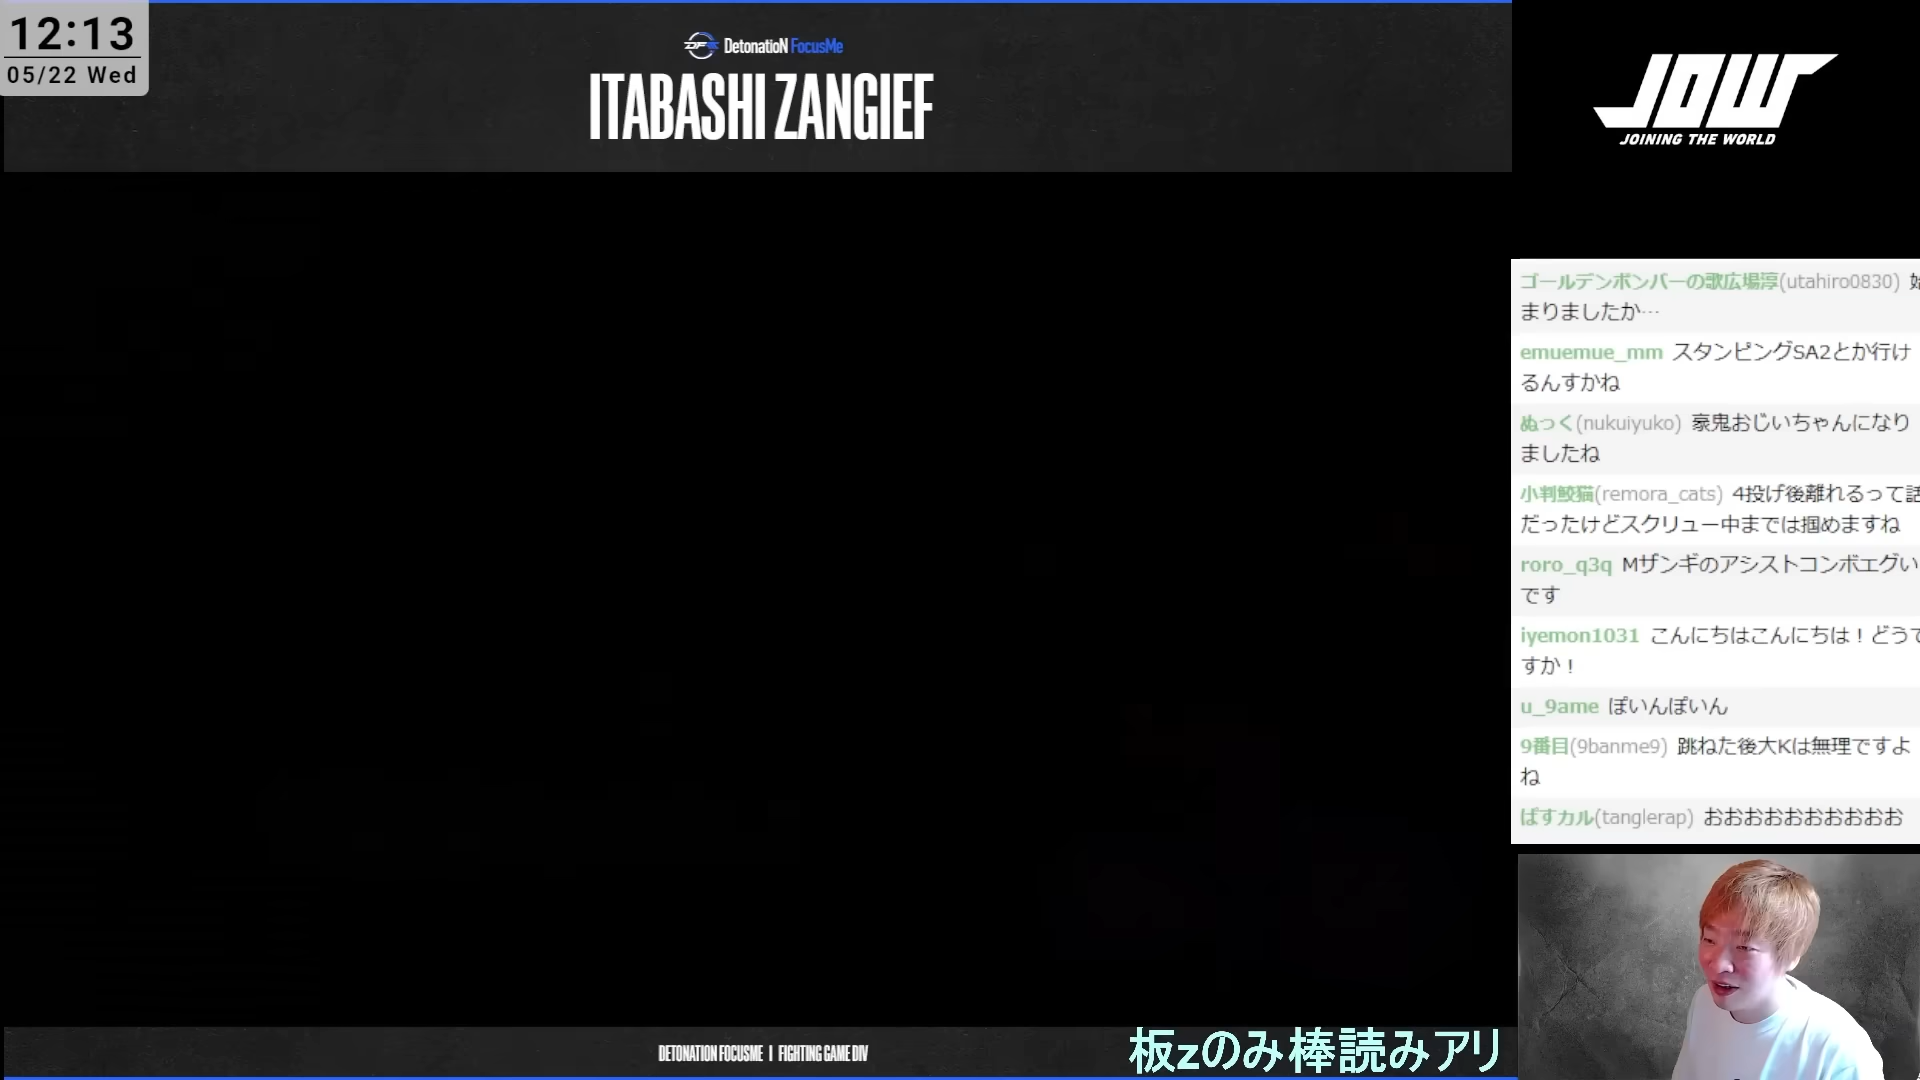 12:13
05/22 Wed
DetonatioN FocusMe
ITABASHI ZANGIEF
JOW
JOINING THE WORLD
ゴールデンボンバーの歌広場淳(utahiro0830) 始
まりましたか…
emuemue_mm スタンピングSA2とか行け
るんすかね
ぬっく(nukuiyuko) 豪鬼おじいちゃんになり
ましたね
小判鮫猫(remora_cats) 4投げ後離れるって話
だったけどスクリュー中までは掴めますね
roro_q3q Mザンギのアシストコンボエグい
です
iyemon1031 こんにちはこんにちは！どうで
すか！
u_9ame ぽいんぽいん
9番目(9banme9) 跳ねた後大Kは無理ですよ
ね
ぱすカル(tanglerap) おおおおおおおおおお
DETONATION FOCUSME | FIGHTING GAME DIV
板zのみ棒読みアリ